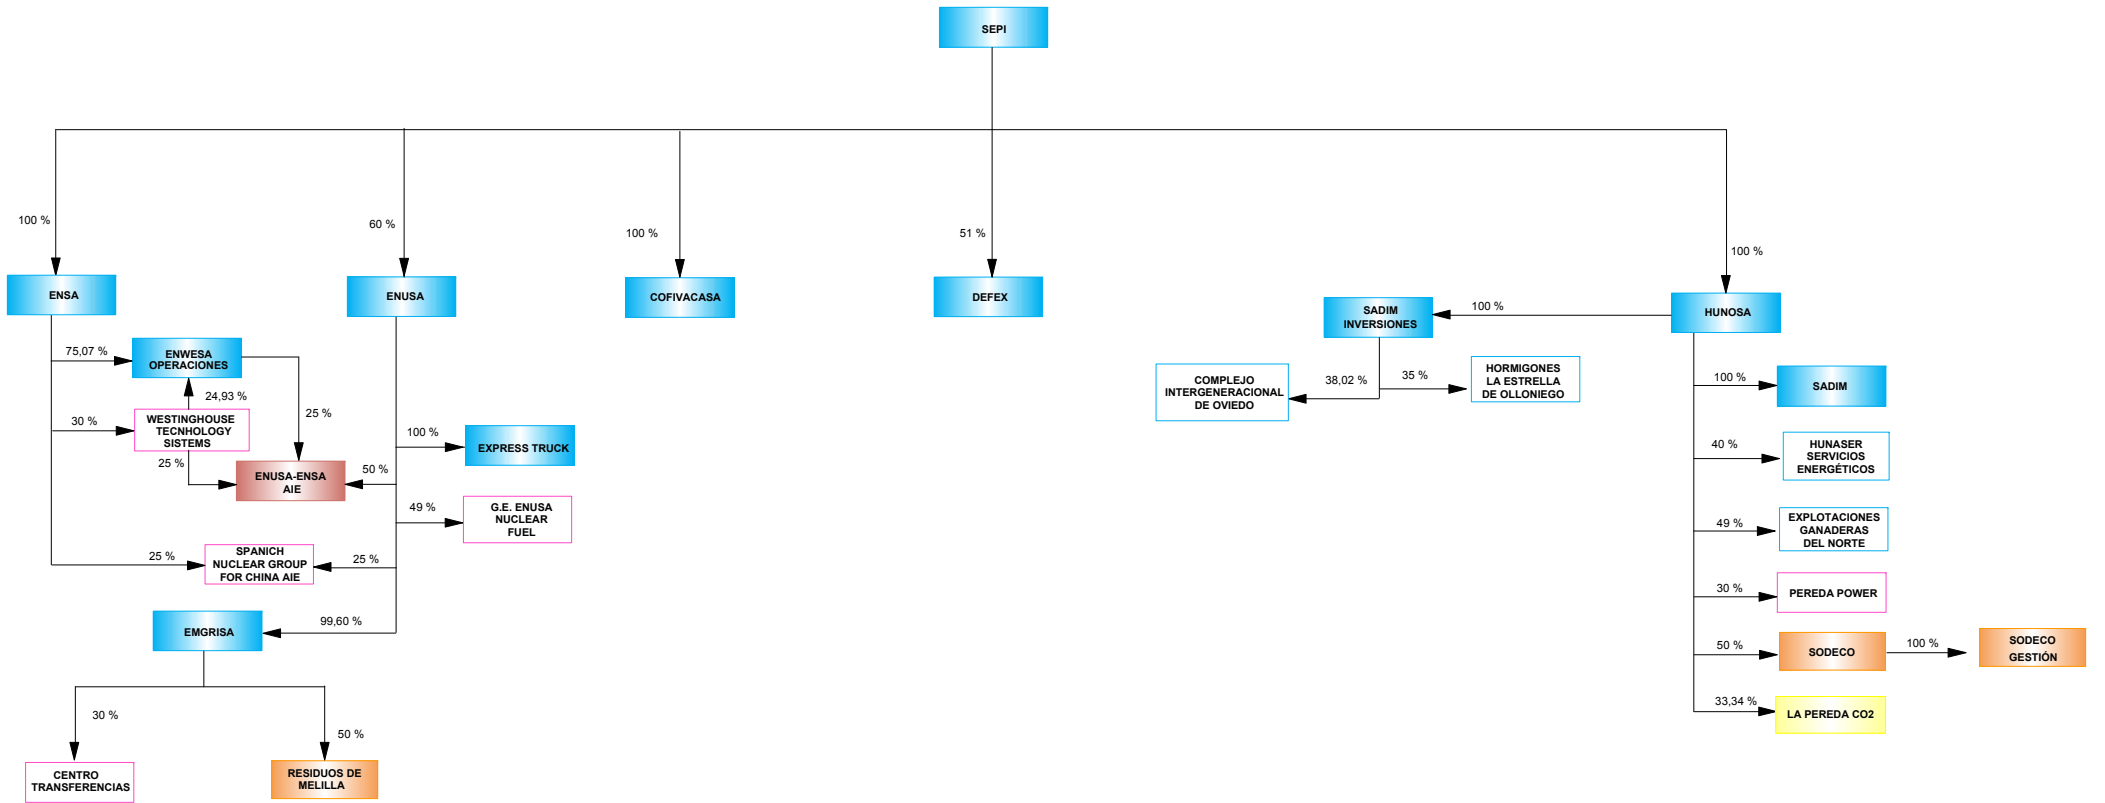 SEPI
100 %
60 %
100 %
51 %
100 %
ENSA
ENUSA
COFIVACASA
DEFEX
HUNOSA
SADIM
INVERSIONES
100 %
75,07 %
ENWESA
OPERACIONES
24,93 %
25 %
30 %
WESTINGHOUSE
TECNHOLOGY
SISTEMS
25 %
ENUSA-ENSA
AIE
50 %
100 %
EXPRESS TRUCK
49 %
G.E. ENUSA
NUCLEAR
FUEL
25 %
SPANICH
NUCLEAR GROUP
FOR CHINA AIE
25 %
EMGRISA
99,60 %
30 %
50 %
CENTRO
TRANSFERENCIAS
RESIDUOS DE
MELILLA
COMPLEJO
INTERGENERACIONAL
DE OVIEDO
38,02 %
35 %
HORMIGONES
LA ESTRELLA
DE OLLONIEGO
100 %
SADIM
40 %
HUNASER
SERVICIOS
ENERGÉTICOS
49 %
EXPLOTACIONES
GANADERAS
DEL NORTE
30 %
PEREDA POWER
50 %
SODECO
100 %
SODECO
GESTIÓN
33,34 %
LA PEREDA CO2